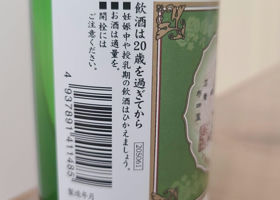 飲酒は20歳を過ぎてから
■妊娠中や授乳期の飲酒はひかえましょう。
■お酒は適量を。
■開栓には
ご注意ください。
4 937891 411485
製造年月